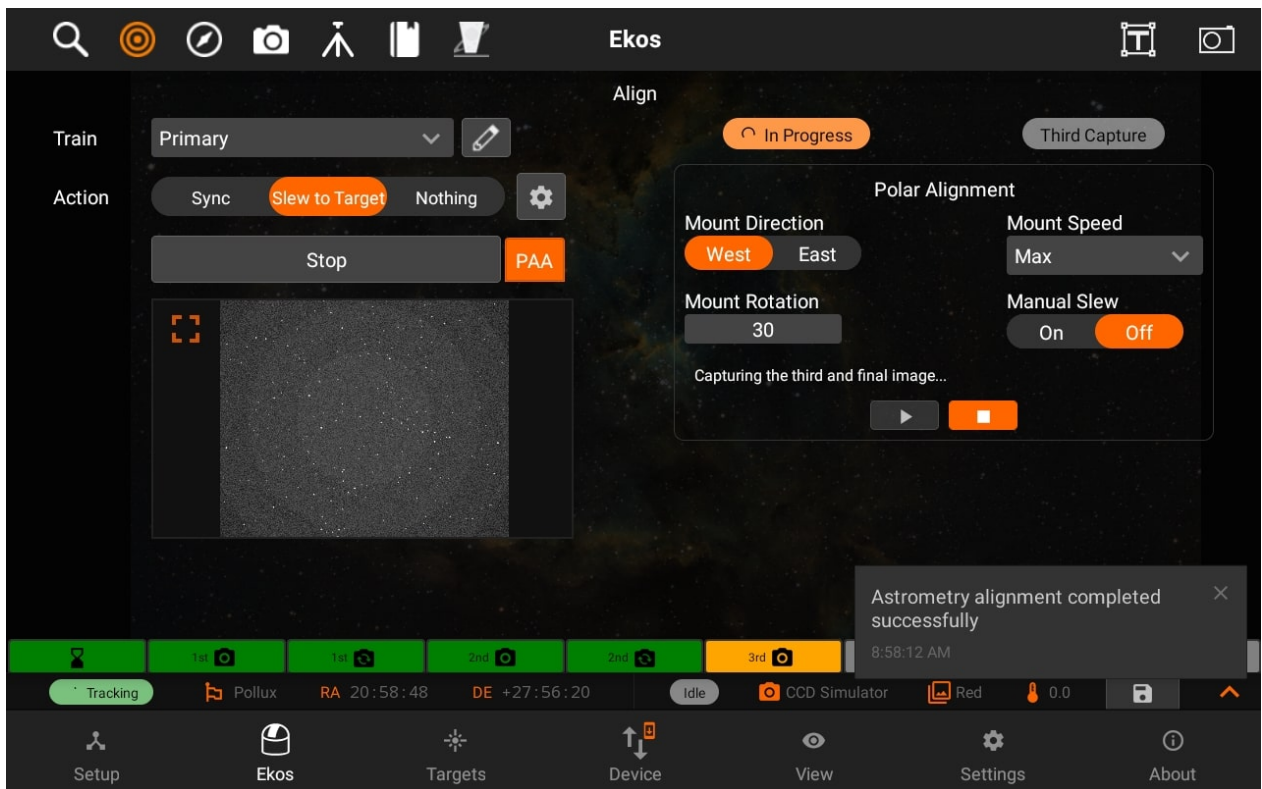 Ekos
Align
Train
Primary
In Progress
Third Capture
Action
Sync
Slew to Target
Nothing
Stop
PAA
Polar Alignment
Mount Direction
Mount Speed
West
East
Max
Mount Rotation
Manual Slew
30
On
Off
Capturing the third and final image...
Astrometry alignment completed
successfully
8:58:12 AM
1st
1st
2nd
2nd
3rd
Tracking
Pollux
RA 20:58:48
DE +27:56:20
Idle
CCD Simulator
Red
0.0
Setup
Ekos
Targets
Device
View
Settings
About